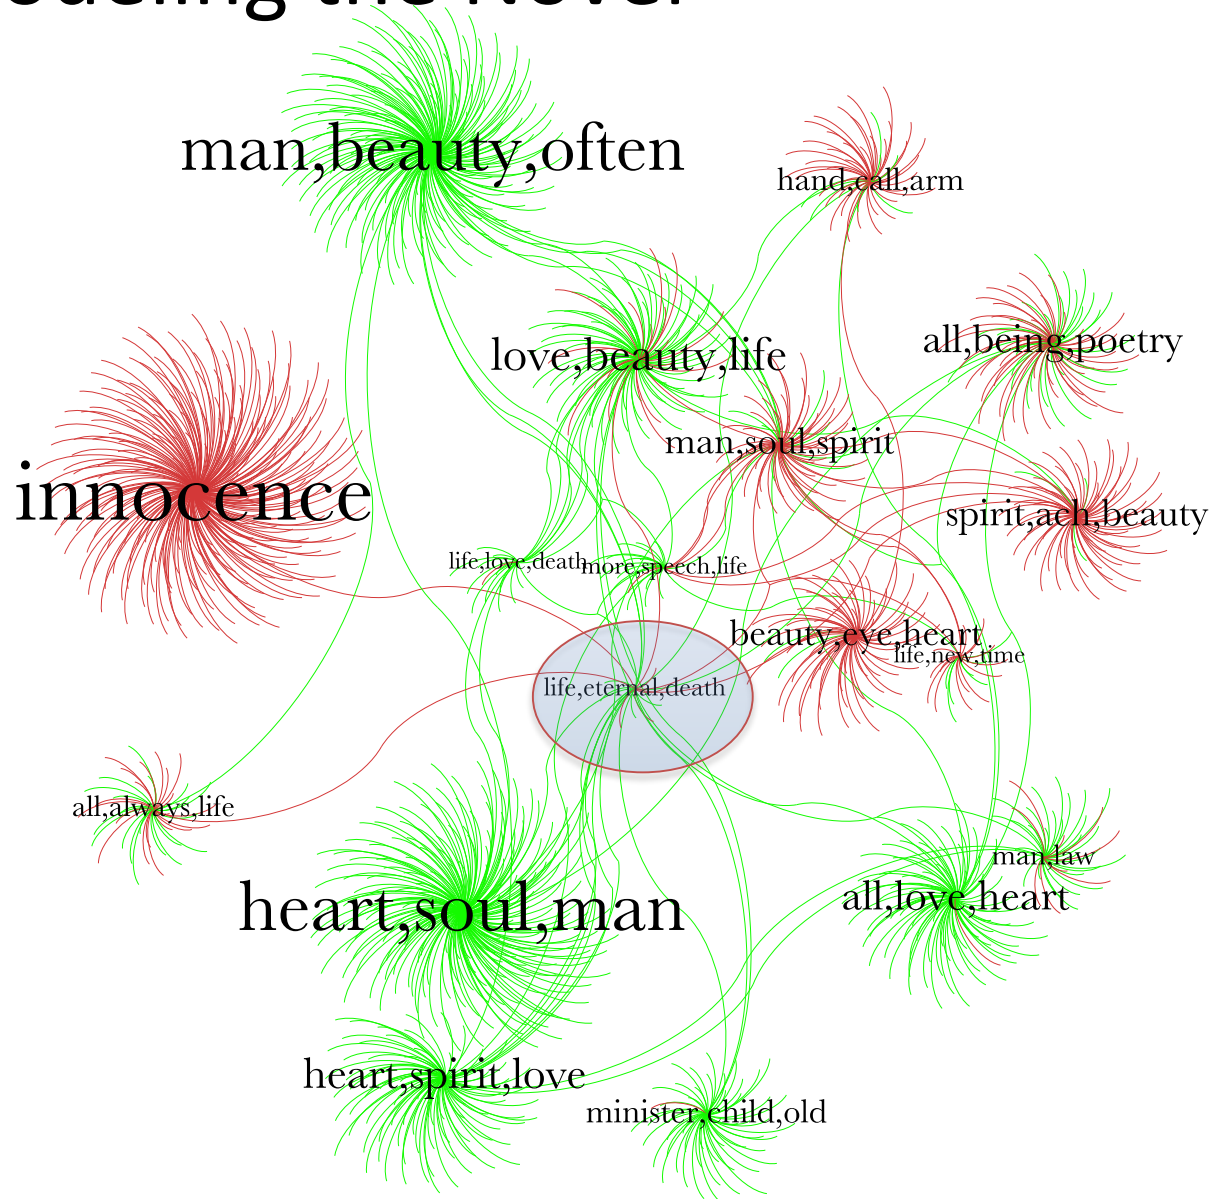 the
man,beauty,often
hand,call,arm
all,being,poetry
love,beauty,life
man,soul,spirit
innocence
spirit,ach,beauty
life,love,death
more,speech,life
beauty,eye,heart
life,new,time
life,eternal,death
all,always,life
man,law
all,love,heart
heart,soul,man
heart,spirit,love
minister,child,old